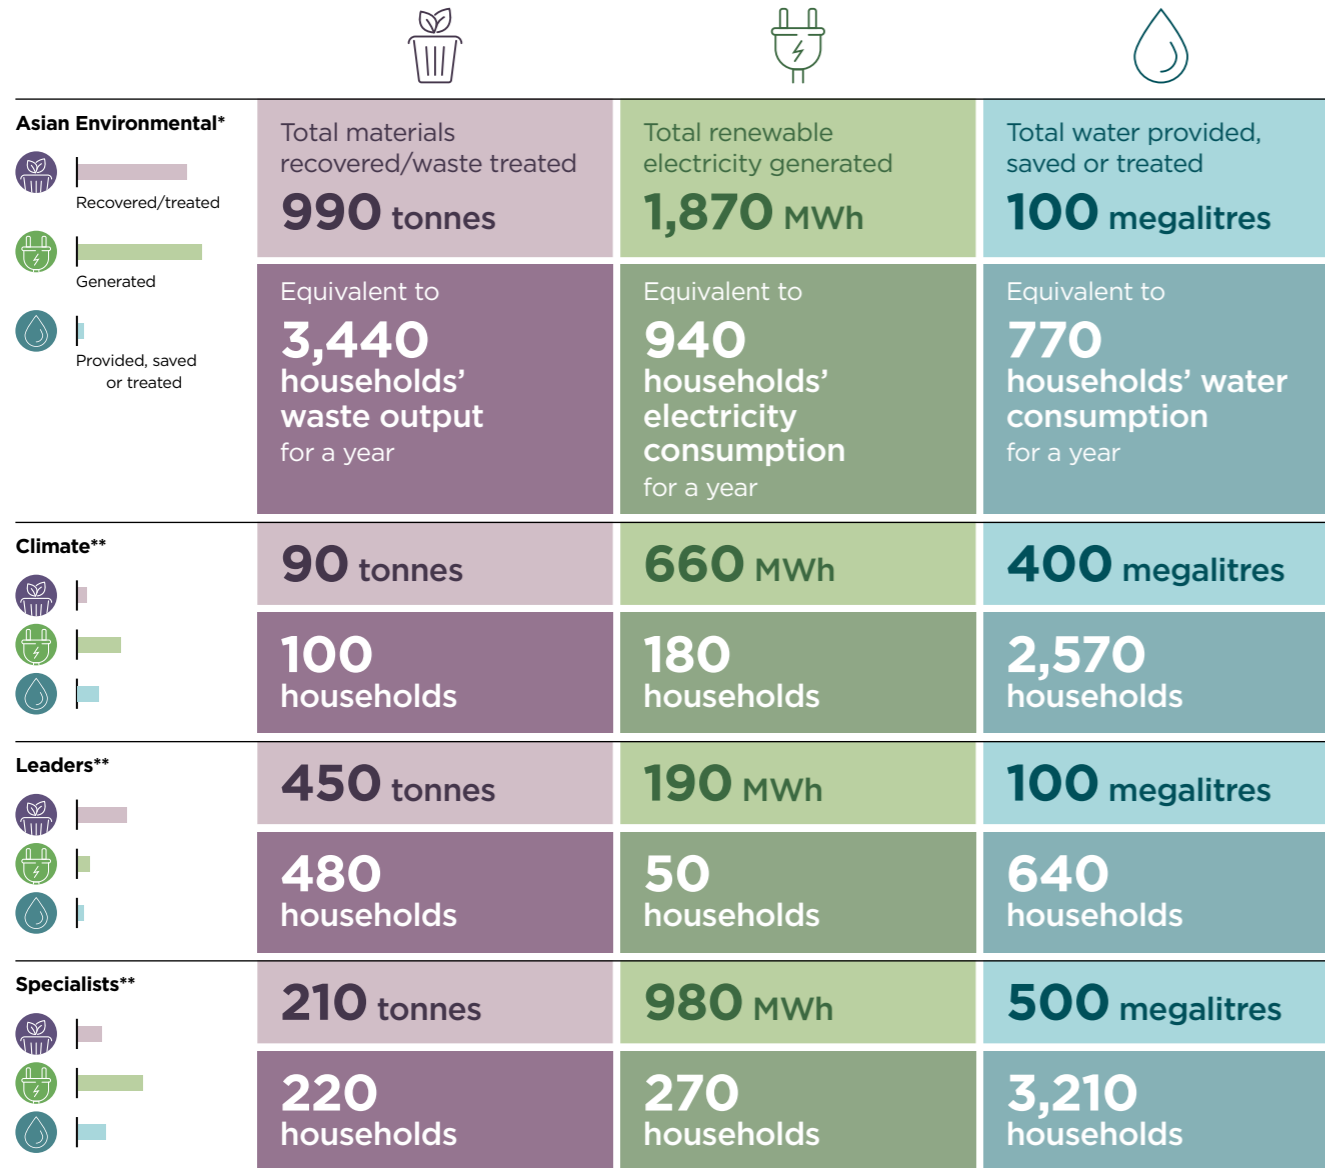 Asian Environmental*
Recovered/treated
Generated
Provided, saved
or treated
Total materials
recovered/waste treated
990 tonnes
Total renewable
electricity generated
1,870 MWh
Total water provided,
saved or treated
100 megalitres
Equivalent to
3,440
households’
waste output
for a year
Equivalent to
940
households’
electricity
consumption
for a year
Equivalent to
770
households’ water
consumption
for a year
Climate**
90 tonnes
660 MWh
400 megalitres
100
households
180
households
2,570
households
Leaders**
450 tonnes
190 MWh
100 megalitres
480
households
50
households
640
households
Specialists**
210 tonnes
980 MWh
500 megalitres
220
households
270
households
3,210
households